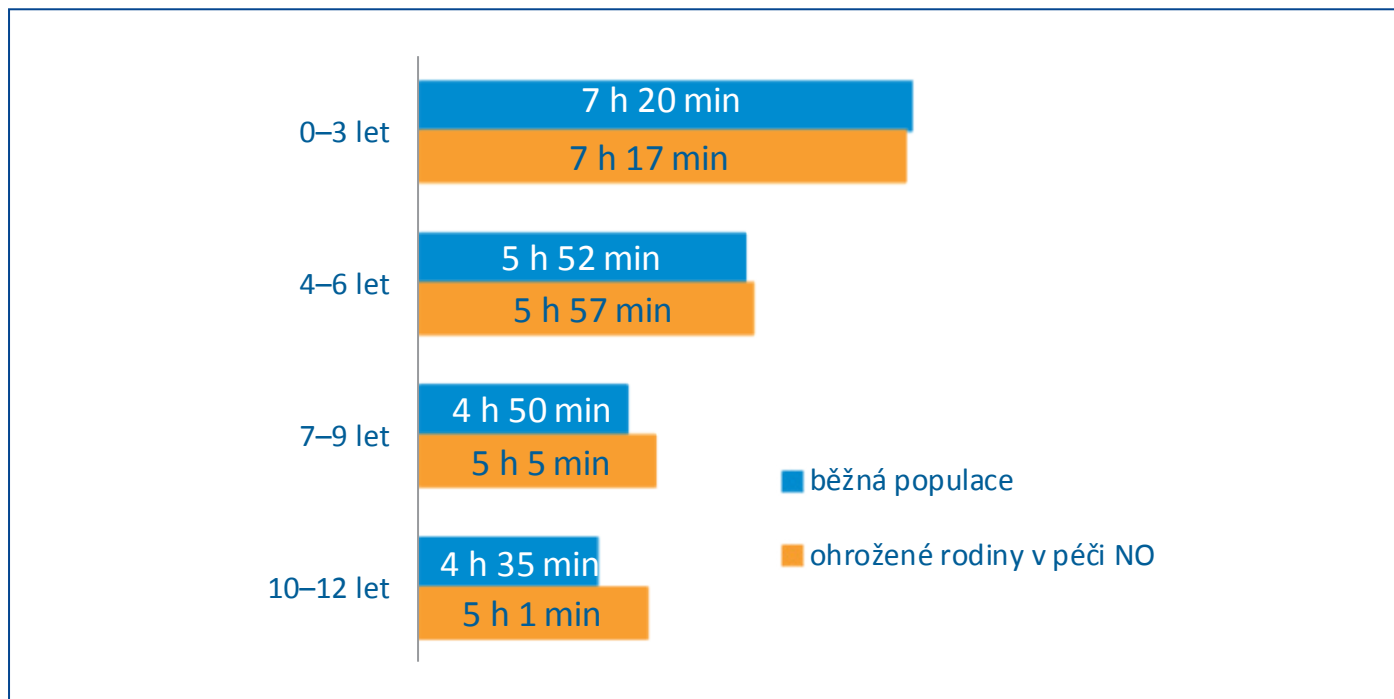 0–3 let
7 h 20 min
7 h 17 min
4–6 let
5 h 52 min
5 h 57 min
7–9 let
4 h 50 min
5 h 5 min
10–12 let
4 h 35 min
5 h 1 min
běžná populace
ohrožené rodiny v péči NO